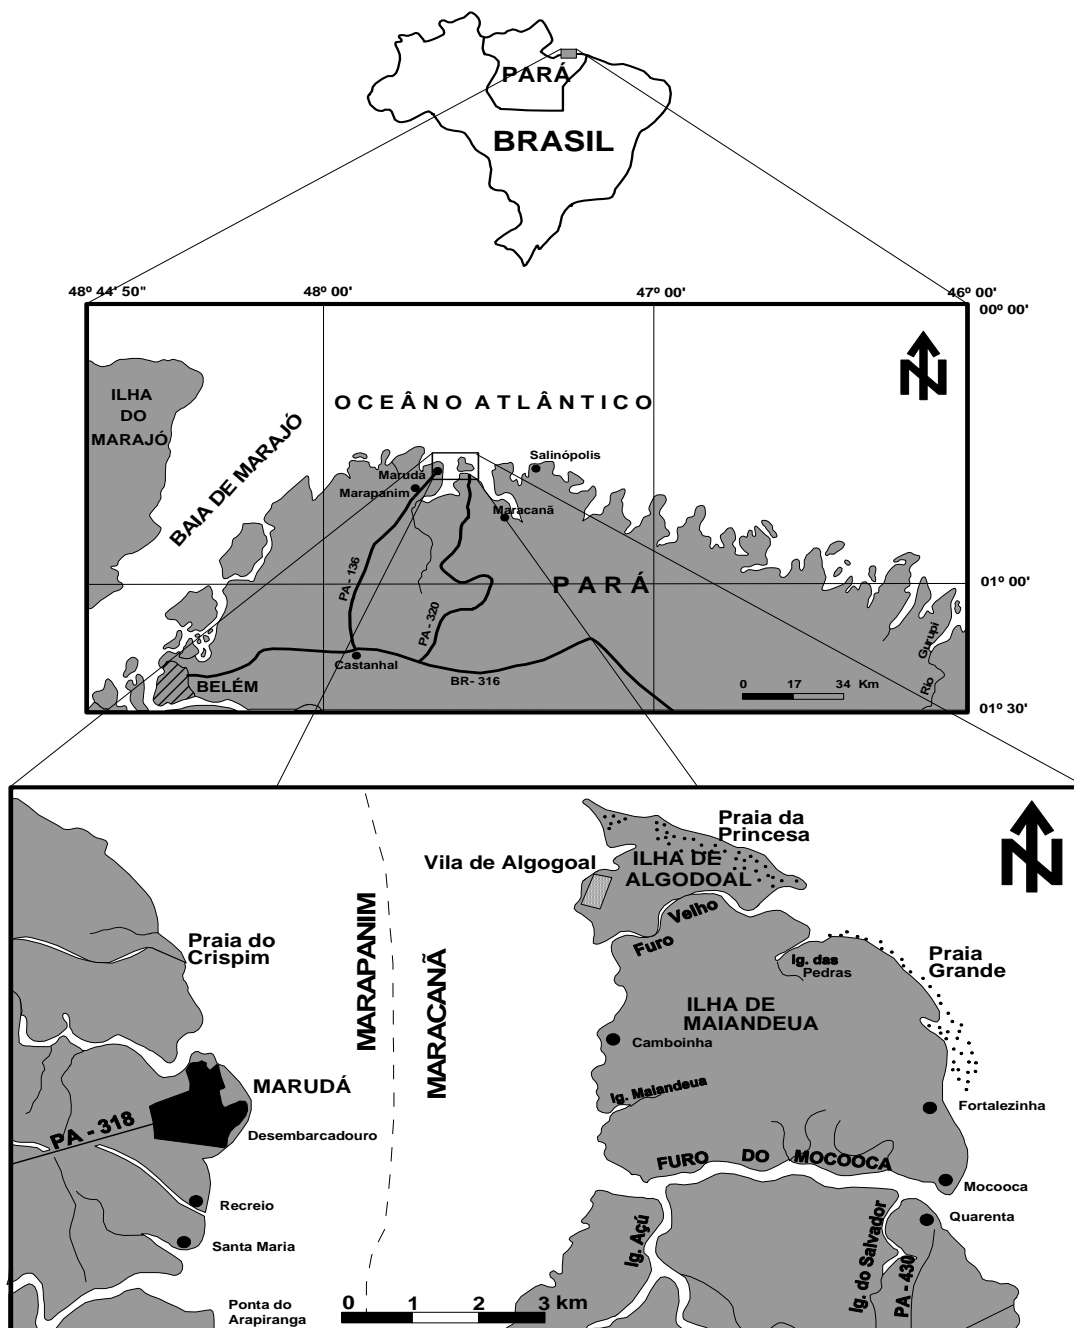 PARÁ
BRASIL
48º 44' 50"
48º 00'
47º 00'
46º 00'
00º 00'
ILHA
DO
MARAJÓ
BAIA DE MARAJÓ
OCEÂNO ATLÂNTICO
N
Salinópolis
Marudá
Marapanim
Maracanã
PA - 136
PA - 320
PARÁ
01º 00'
Gurupi
Rio
Castanhal
BELÉM
BR- 316
0 17 34 Km
01º 30'
Praia da
Princesa
Vila de Algogoal
ILHA DE
ALGODOAL
N
Furo Velho
Praia do
Crispim
MARAPANIM
MARACANÃ
Ig. das
Pedras
Praia
Grande
ILHA DE
MAIANDEUA
Camboinha
MARUDÁ
Ig. Maiandeua
Fortalezinha
PA - 318
Desembarcadouro
FURO DO MOCOOCA
Mocooca
Recreio
Quarenta
Santa Maria
Ig. Açú
Ig. do Salvador
PA - 430
Ponta do
Arapiranga
0 1 2 3 km